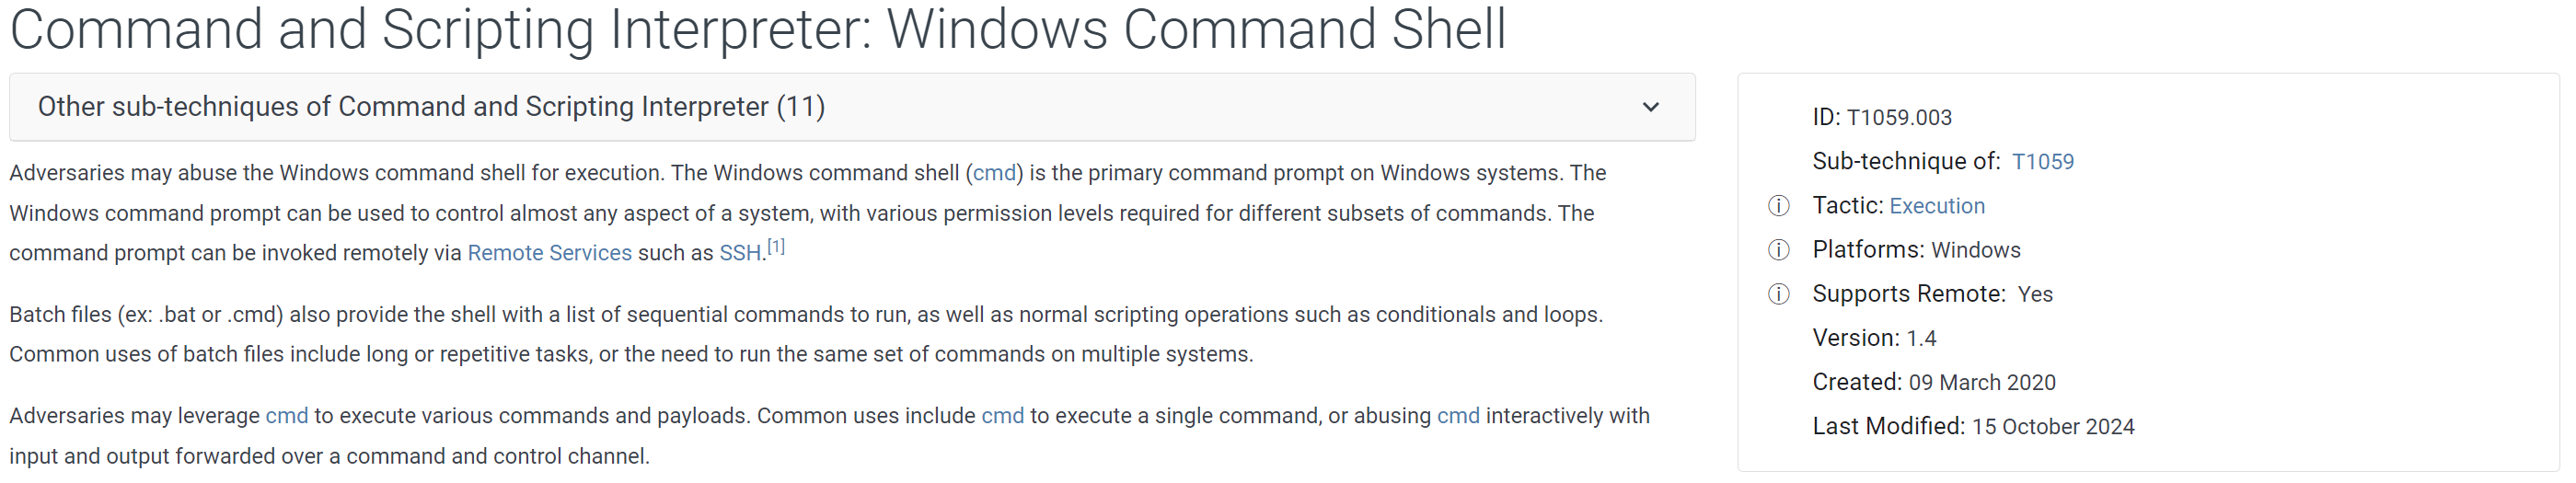 Command and Scripting Interpreter: Windows Command Shell
Other sub-techniques of Command and Scripting Interpreter (11)
Adversaries may abuse the Windows command shell for execution. The Windows command shell (cmd) is the primary command prompt on Windows systems. The
Windows command prompt can be used to control almost any aspect of a system, with various permission levels required for different subsets of commands. The
command prompt can be invoked remotely via Remote Services such as SSH.[1]
Batch files (ex: .bat or .cmd) also provide the shell with a list of sequential commands to run, as well as normal scripting operations such as conditionals and loops.
Common uses of batch files include long or repetitive tasks, or the need to run the same set of commands on multiple systems.
Adversaries may leverage cmd to execute various commands and payloads. Common uses include cmd to execute a single command, or abusing cmd interactively with
input and output forwarded over a command and control channel.
ID: T1059.003
Sub-technique of: T1059
Tactic: Execution
Platforms: Windows
Supports Remote: Yes
Version: 1.4
Created: 09 March 2020
Last Modified: 15 October 2024